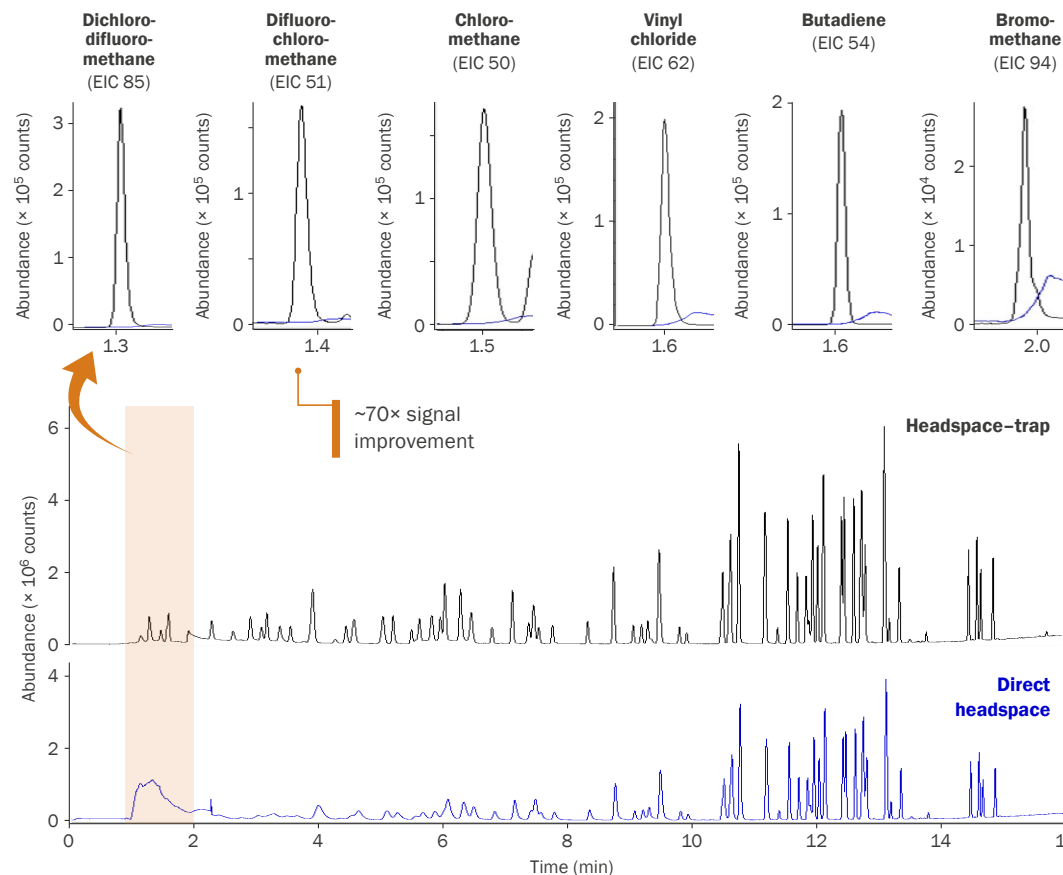 Dichloro-
difluoro-
methane
(EIC 85)
Difluoro-
chloro-
methane
(EIC 51)
Chloro-
methane
(EIC 50)
Vinyl
chloride
(EIC 62)
Butadiene
(EIC 54)
Bromo-
methane
(EIC 94)
Abundance (× 10⁵ counts)
3
2
1
0
1.3
Abundance (× 10⁵ counts)
1
0
1.4
Abundance (× 10⁵ counts)
1
0
1.5
Abundance (× 10⁵ counts)
2
1
0
1.6
Abundance (× 10⁵ counts)
2
1
0
1.6
Abundance (× 10⁴ counts)
2
1
0
2.0
~70× signal
improvement
Headspace–trap
Abundance (× 10⁶ counts)
6
4
2
0
Direct
headspace
4
2
0
0 2 4 6 8 10 12 14
Time (min)